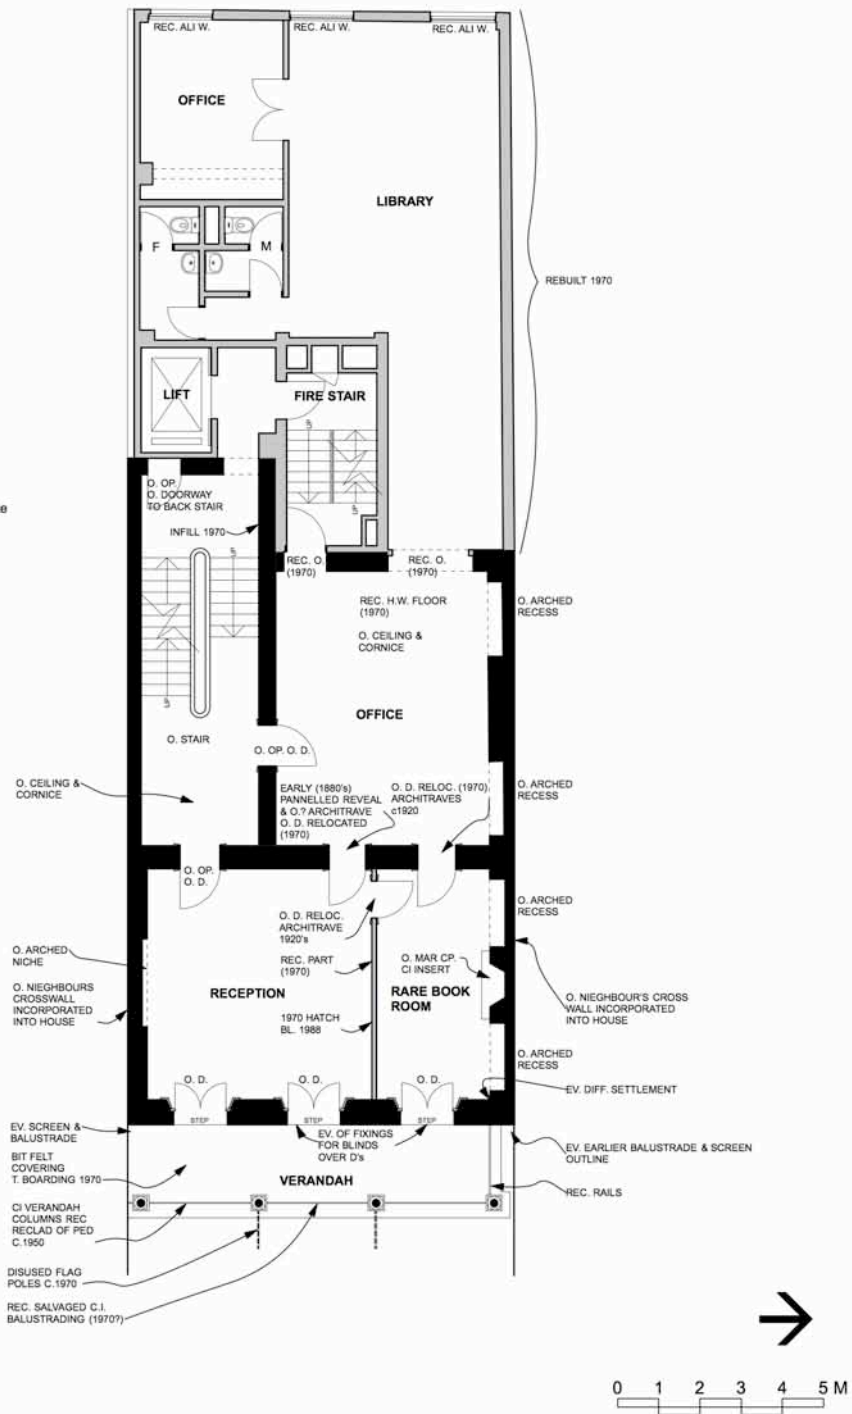 REC. ALI W.
REC. ALI W.
REC. ALI W.
OFFICE
LIBRARY
F
M
REBUILT 1970
LIFT
FIRE STAIR
UP
UP
O. OP.
O. DOORWAY
TO BACK STAIR
e
INFILL 1970
UP
UP
REC. O.
(1970)
REC. O.
(1970)
REC. H.W. FLOOR
(1970)
O. ARCHED
RECESS
O. CEILING &
CORNICE
OFFICE
O. STAIR
O. OP. O. D.
O. CEILING &
CORNICE
EARLY (1880's)
PANNELLED REVEAL
& O.? ARCHITRAVE
O. D. RELOCATED
(1970)
O. D. RELOC. (1970)
ARCHITRAVES
c1920
O. ARCHED
RECESS
O. OP.
O. D.
O. D. RELOC.
ARCHITRAVE
1920's
O. ARCHED
RECESS
O. ARCHED
NICHE
REC. PART
(1970)
O. MAR CP.
CI INSERT
O. NIEGHBOURS
CROSSWALL
INCORPORATED
INTO HOUSE
RECEPTION
RARE BOOK
ROOM
O. NIEGHBOUR'S CROSS
WALL INCORPORATED
INTO HOUSE
1970 HATCH
BL. 1988
O. ARCHED
RECESS
O. D.
O. D.
O. D.
EV. DIFF. SETTLEMENT
STEP
STEP
STEP
EV. SCREEN &
BALUSTRADE
EV. OF FIXINGS
FOR BLINDS
OVER D's
EV. EARLIER BALUSTRADE & SCREEN
OUTLINE
BIT FELT
COVERING
T. BOARDING 1970
VERANDAH
REC. RAILS
CI VERANDAH
COLUMNS REC
RECLAD OF PED
C.1950
DISUSED FLAG
POLES C.1970
REC. SALVAGED C.I.
BALUSTRADING (1970?)
0 1 2 3 4 5 M